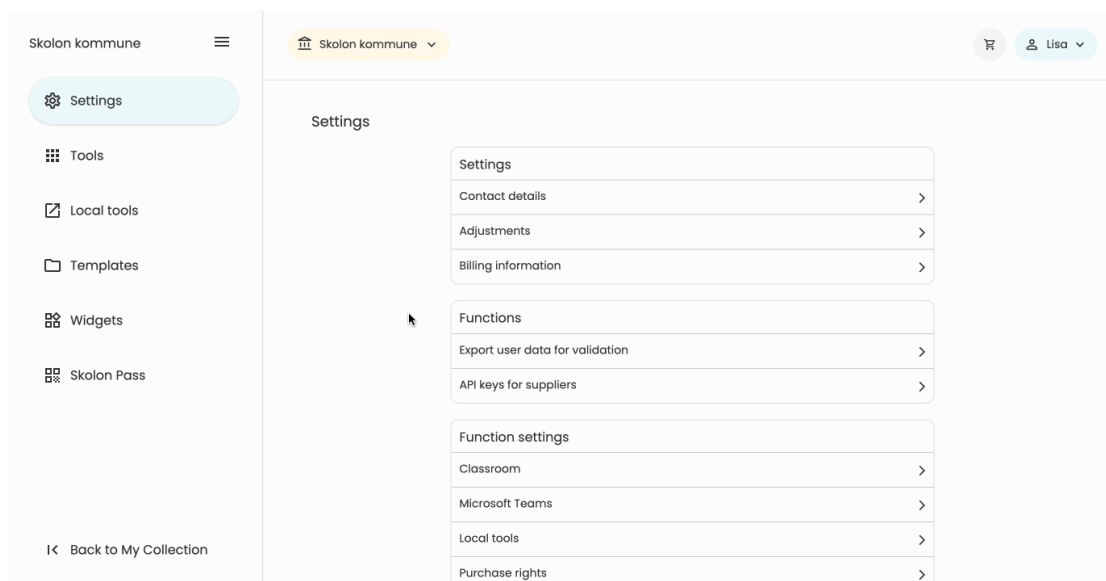 Skolon kommune
Settings
Tools
Local tools
Templates
Widgets
Skolon Pass
Back to My Collection
Skolon kommune
Lisa
Settings
Settings
Contact details
Adjustments
Billing information
Functions
Export user data for validation
API keys for suppliers
Function settings
Classroom
Microsoft Teams
Local tools
Purchase rights